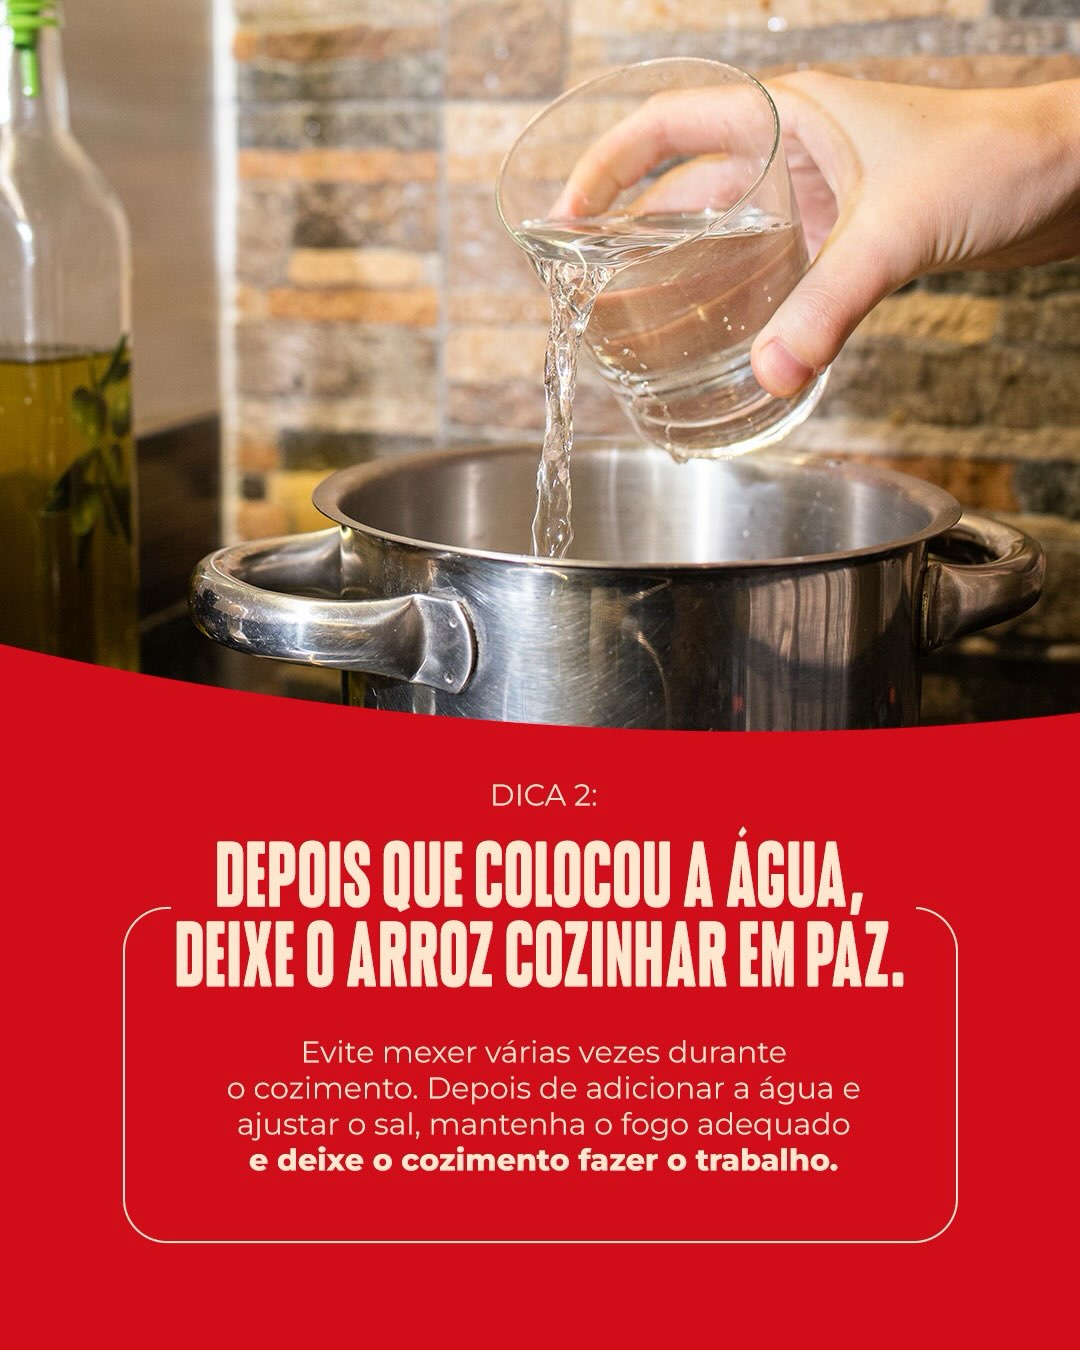 DICA 2:
DEPOIS QUE COLOCOU A ÁGUA,
DEIXE O ARROZ COZINHAR EM PAZ.
Evite mexer várias vezes durante
o cozimento. Depois de adicionar a água e
ajustar o sal, mantenha o fogo adequado
e deixe o cozimento fazer o trabalho.